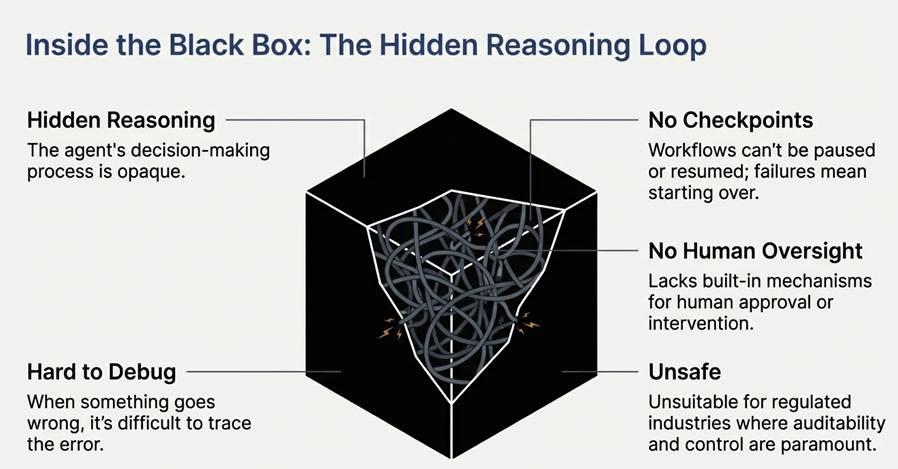 Inside the Black Box: The Hidden Reasoning Loop
Hidden Reasoning
The agent's decision-making
process is opaque.
Hard to Debug
When something goes
wrong, it's difficult to trace
the error.
No Checkpoints
Workflows can't be paused
or resumed; failures mean
starting over.
No Human Oversight
Lacks built-in mechanisms
for human approval or
intervention.
Unsafe
Unsuitable for regulated
industries where auditability
and control are paramount.